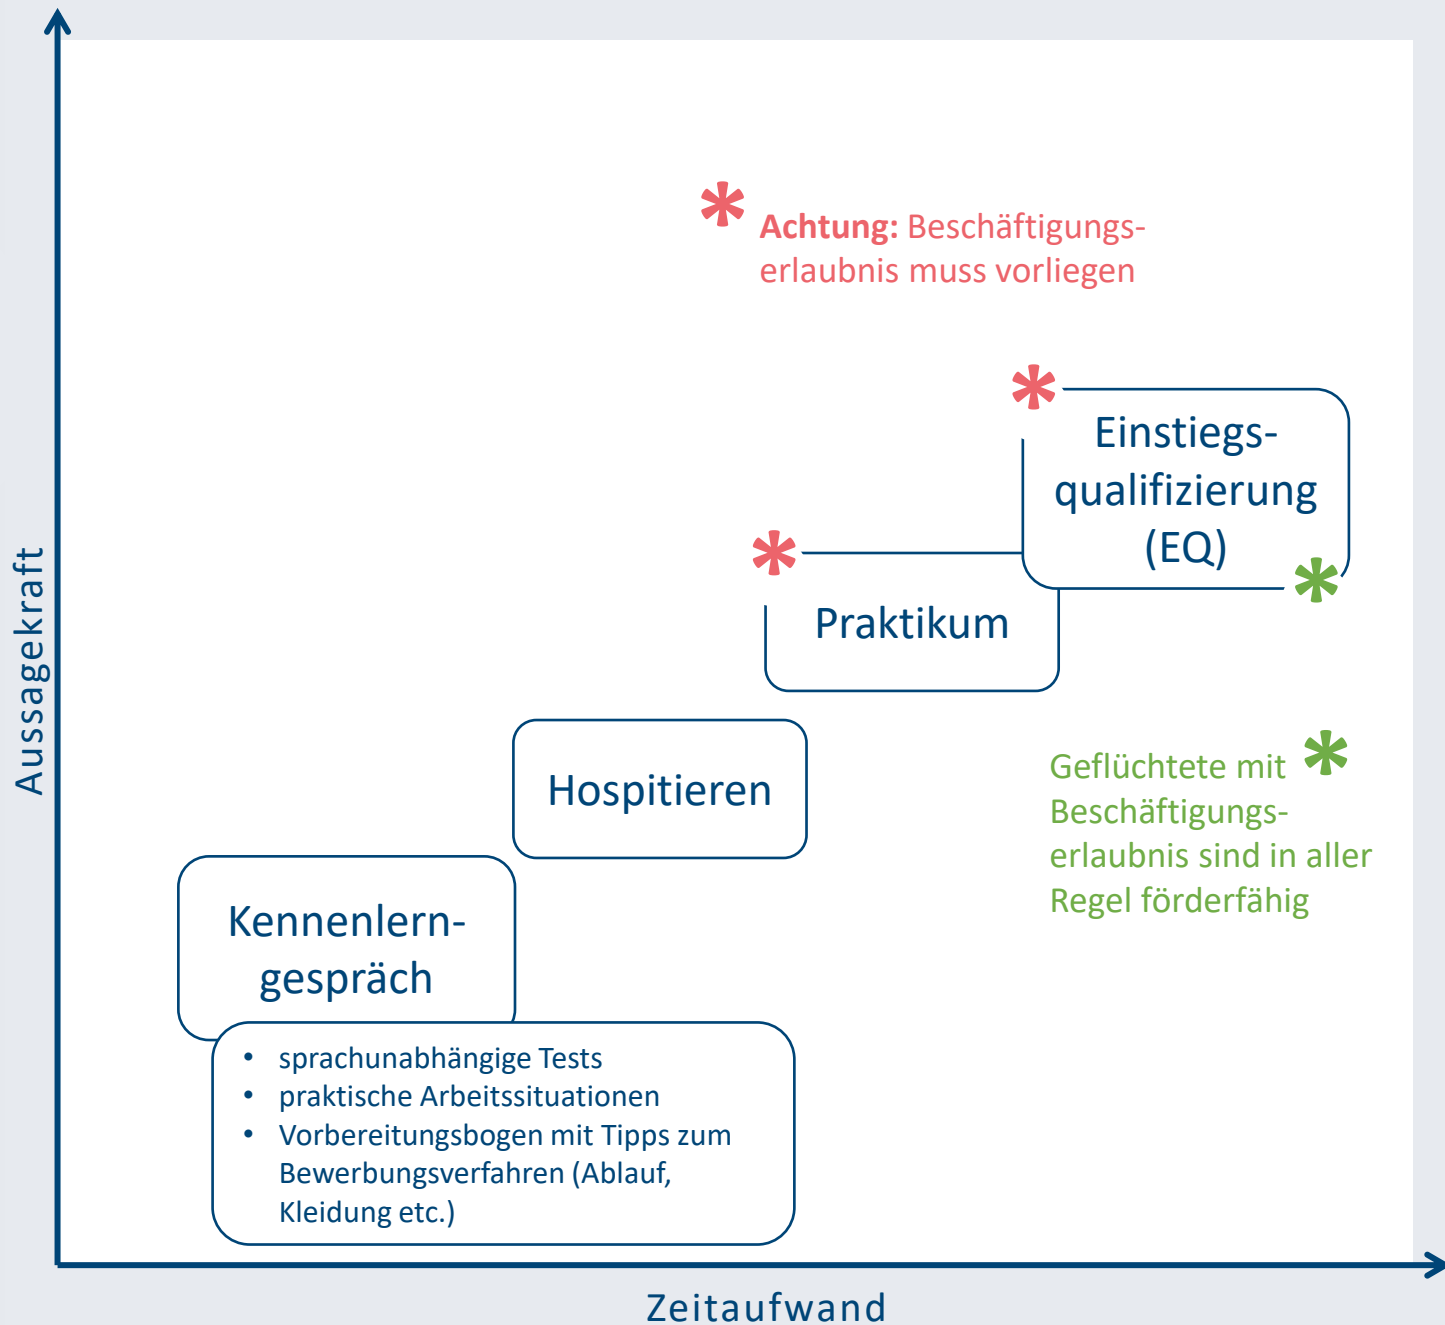 Achtung: Beschäftigungs-
erlaubnis muss vorliegen
Einstiegs-
qualifizierung
(EQ)
Praktikum
Hospitieren
Geflüchtete mit
Beschäftigungs-
erlaubnis sind in aller
Regel förderfähig
Kennenlern-
gespräch
• sprachunabhängige Tests
• praktische Arbeitssituationen
• Vorbereitungsbogen mit Tipps zum
Bewerbungsverfahren (Ablauf,
Kleidung etc.)
Aussagekraft
Zeitaufwand